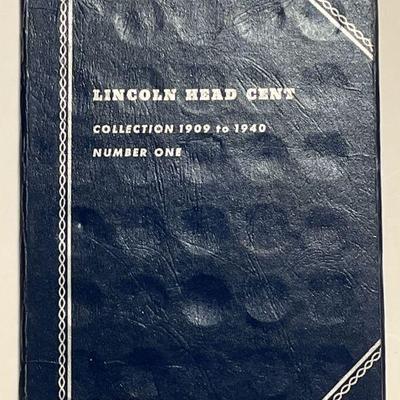 LINCOLN HEAD CENT
COLLECTION 1909 to 1940
NUMBER ONE